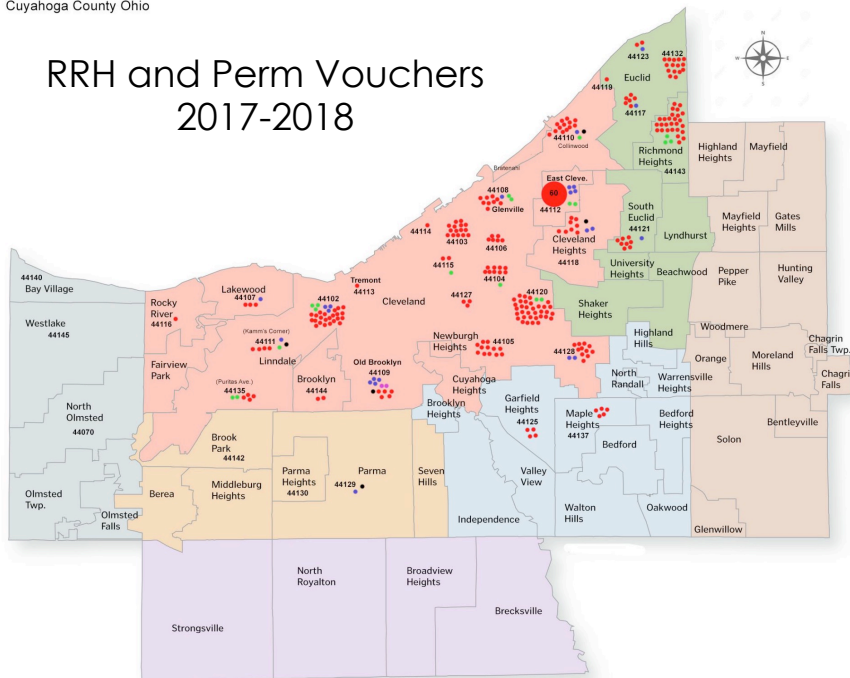 Cuyahoga County Ohio
RRH and Perm Vouchers
2017-2018
N
W
E
S
44123
44132
Euclid
44119
44117
44110
Collinwood
Richmond
Heights
44143
Highland
Heights
Mayfield
Bratenahl
East Cleve.
60
44112
44108
Glenville
South
Euclid
44121
Lyndhurst
Mayfield
Heights
Gates
Mills
44114
44103
44106
Cleveland
Heights
44118
University
Heights
Beachwood
Pepper
Pike
Hunting
Valley
44115
44104
44120
Shaker
Heights
44140
Bay Village
Westlake
44145
Rocky
River
44116
Lakewood
44107
44102
Tremont
44113
Cleveland
44127
Highland
Hills
Woodmere
Chagrin
Falls Twp.
Orange
Moreland
Hills
Chagrin
Falls
(Kamm's Corner)
44111
Linndale
Newburgh
Heights
44105
44128
Fairview
Park
Old Brooklyn
44109
(Puritas Ave.)
44135
Brooklyn
44144
Cuyahoga
Heights
Brooklyn
Heights
North
Randall
Warrensville
Heights
Garfield
Heights
44125
Maple
Heights
44137
Bedford
Heights
Bedford
Solon
Bentleyville
North
Olmsted
44070
Brook
Park
44142
Parma
Heights
44130
Parma
44129
Seven
Hills
Valley
View
Olmsted
Twp.
Olmsted
Falls
Berea
Middleburg
Heights
Independence
Walton
Hills
Oakwood
Glenwillow
North
Royalton
Broadview
Heights
Strongsville
Brecksville